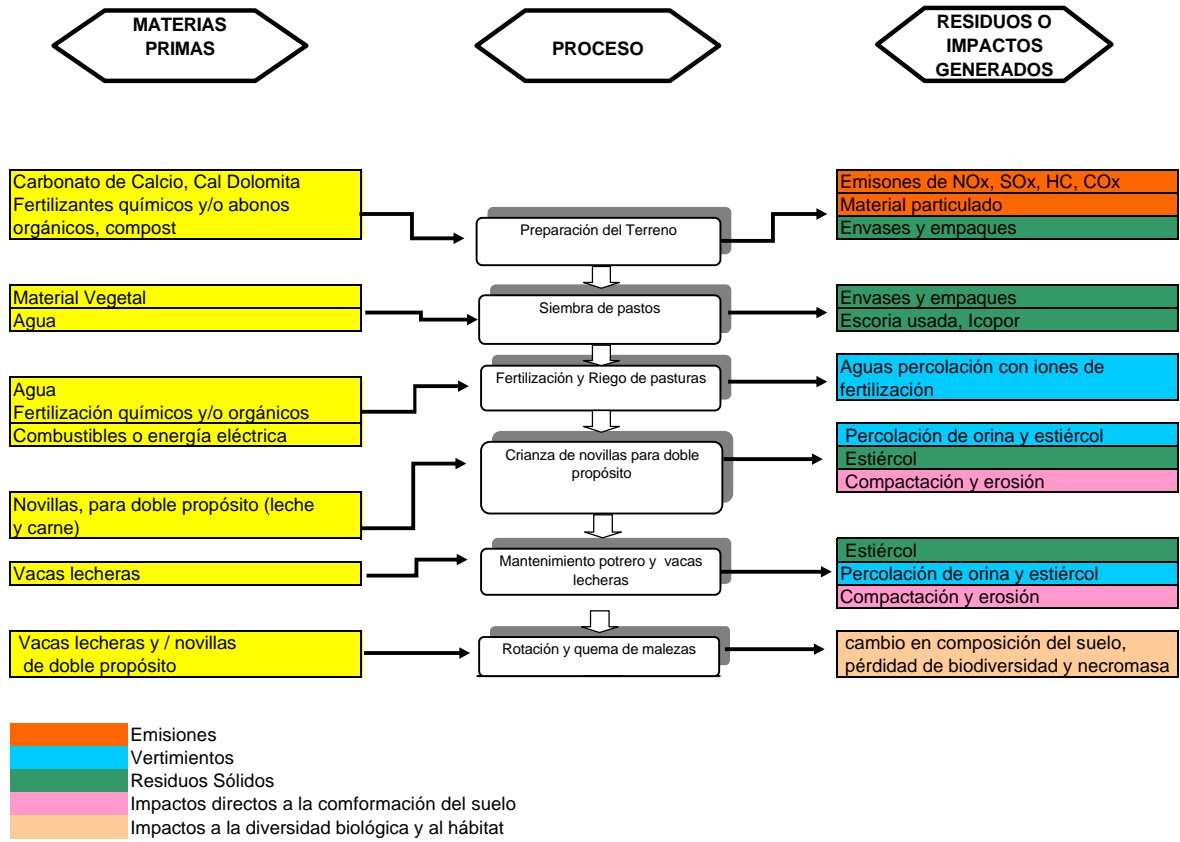 MATERIAS
PRIMAS
PROCESO
RESIDUOS O
IMPACTOS
GENERADOS
Carbonato de Calcio, Cal Dolomita
Fertilizantes químicos y/o abonos
orgánicos, compost
Preparación del Terreno
Emisones de NOx, SOx, HC, COx
Material particulado
Envases y empaques
Material Vegetal
Agua
Siembra de pastos
Envases y empaques
Escoria usada, Icopor
Agua
Fertilización químicos y/o orgánicos
Combustibles o energía eléctrica
Fertilización y Riego de pasturas
Aguas percolación con iones de
fertilización
Novillas, para doble propósito (leche
y carne)
Crianza de novillas para doble
propósito
Percolación de orina y estiércol
Estiércol
Compactación y erosión
Vacas lecheras
Mantenimiento potrero y vacas
lecheras
Estiércol
Percolación de orina y estiércol
Compactación y erosión
Vacas lecheras y / novillas
de doble propósito
Rotación y quema de malezas
cambio en composición del suelo,
pérdidad de biodiversidad y necromasa
Emisiones
Vertimientos
Residuos Sólidos
Impactos directos a la comformación del suelo
Impactos a la diversidad biológica y al hábitat